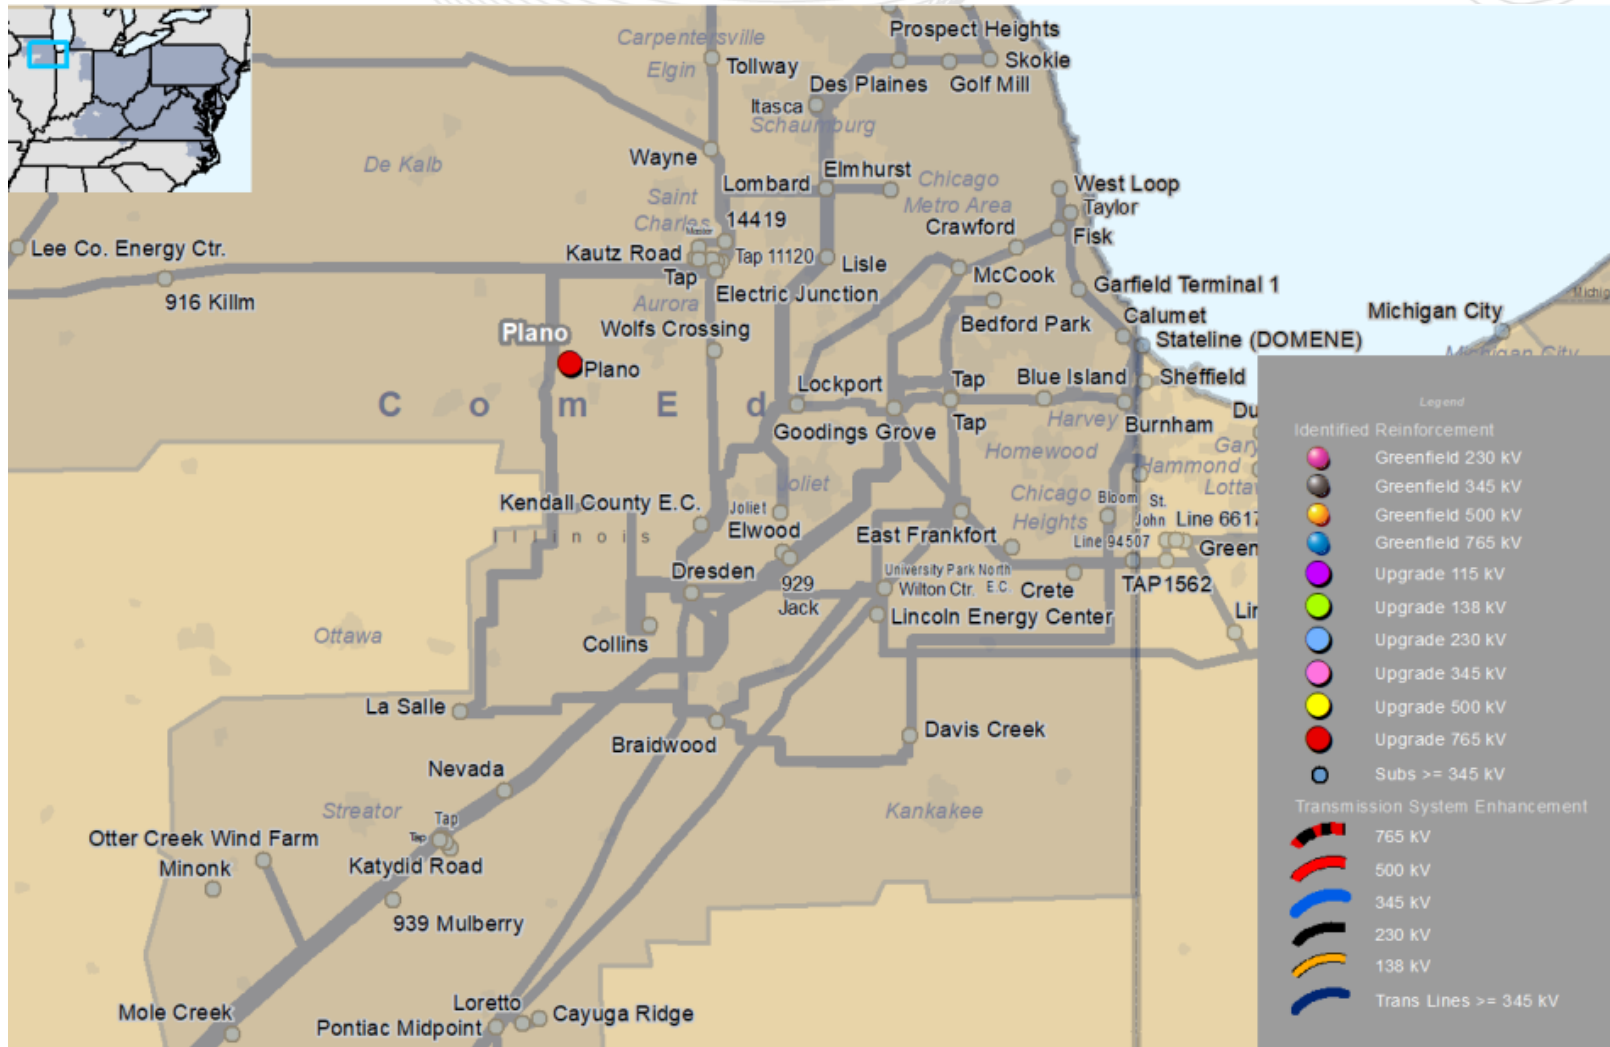 Prospect Heights
Carpentersville
Elgin
Tollway
Skokie
Des Plaines
Golf Mill
Itasca
Schaumburg
Wayne
De Kalb
Elmhurst
Lombard
Chicago
Metro Area
West Loop
Taylor
Saint
Charles
14419
Crawford
Fisk
Lee Co. Energy Ctr.
Kautz Road
Tap 11120
Lisle
Tap
McCook
Garfield Terminal 1
916 Killm
Electric Junction
Aurora
Bedford Park
Calumet
Michigan City
Michig
Plano
Wolfs Crossing
Stateline (DOMENE)
Michigan City
Plano
Lockport
Tap
Blue Island
Sheffield
C o m E d
Goodings Grove
Tap
Harvey
Burnham
Du
Homewood
Gary
Hammond
Lottav
Joliet
Kendall County E.C.
Joliet
Elwood
Chicago
Heights
Bloom
St.
John
Line 6617
Illinois
East Frankfort
Line 94507
Green
Dresden
929
Jack
University Park North
Wilton Ctr.
E.C.
Crete
TAP1562
Lincoln Energy Center
Lin
Ottawa
Collins
La Salle
Braidwood
Davis Creek
Nevada
Streator
Kankakee
Tap
Tap
Otter Creek Wind Farm
Minonk
Katydid Road
939 Mulberry
Mole Creek
Loretto
Pontiac Midpoint
Cayuga Ridge
Legend
Identified Reinforcement
Greenfield 230 kV
Greenfield 345 kV
Greenfield 500 kV
Greenfield 765 kV
Upgrade 115 kV
Upgrade 138 kV
Upgrade 230 kV
Upgrade 345 kV
Upgrade 500 kV
Upgrade 765 kV
Subs >= 345 kV
Transmission System Enhancement
765 kV
500 kV
345 kV
230 kV
138 kV
Trans Lines >= 345 kV